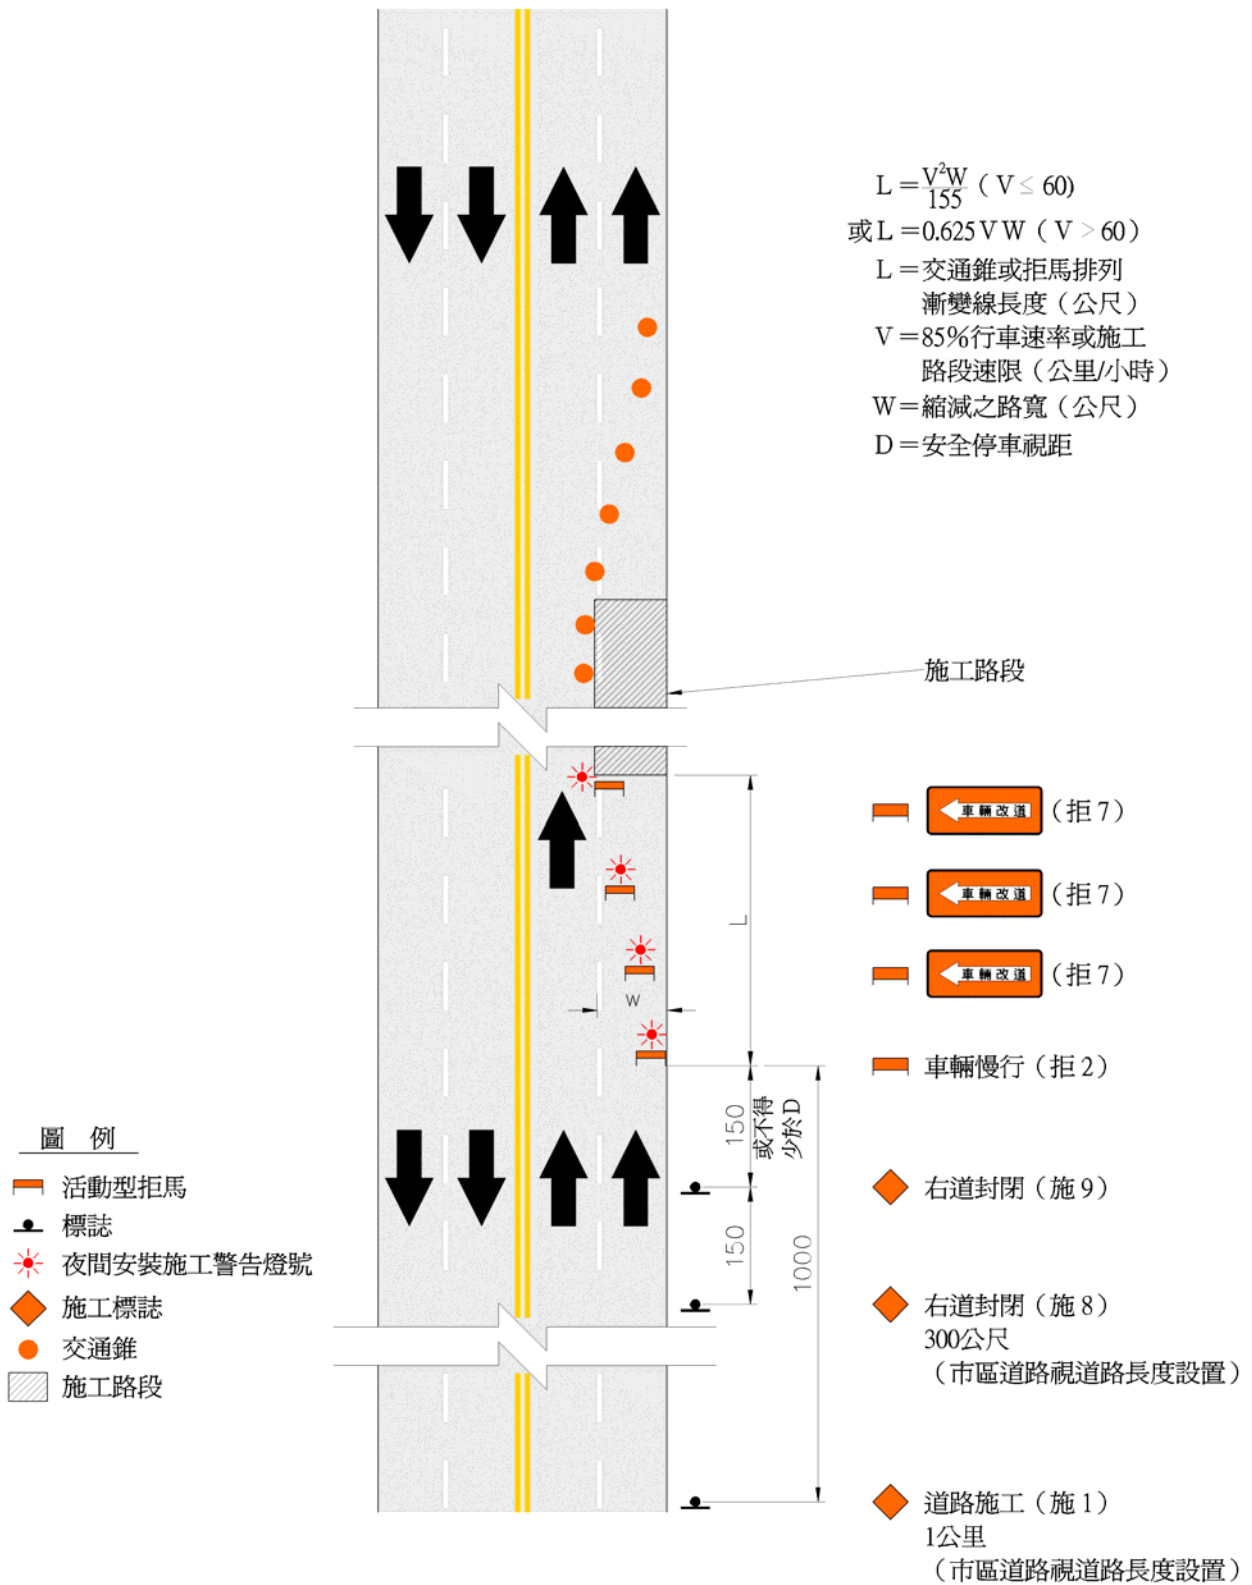 L＝V²W/155（V ≤ 60）
或L＝0.625 V W（V > 60）
L＝交通錐或拒馬排列
漸變線長度（公尺）
V＝85%行車速率或施工
路段速限（公里/小時）
W＝縮減之路寬（公尺）
D＝安全停車視距
施工路段
車輛改道（拒 7）
車輛改道（拒 7）
L
車輛改道（拒 7）
W
車輛慢行（拒 2）
150
或不得
少於D
圖 例
活動型拒馬
右道封閉（施 9）
標誌
150
1000
夜間安裝施工警告燈號
施工標誌
右道封閉（施 8）
300公尺
（市區道路視道路長度設置）
交通錐
施工路段
道路施工（施 1）
1公里
（市區道路視道路長度設置）